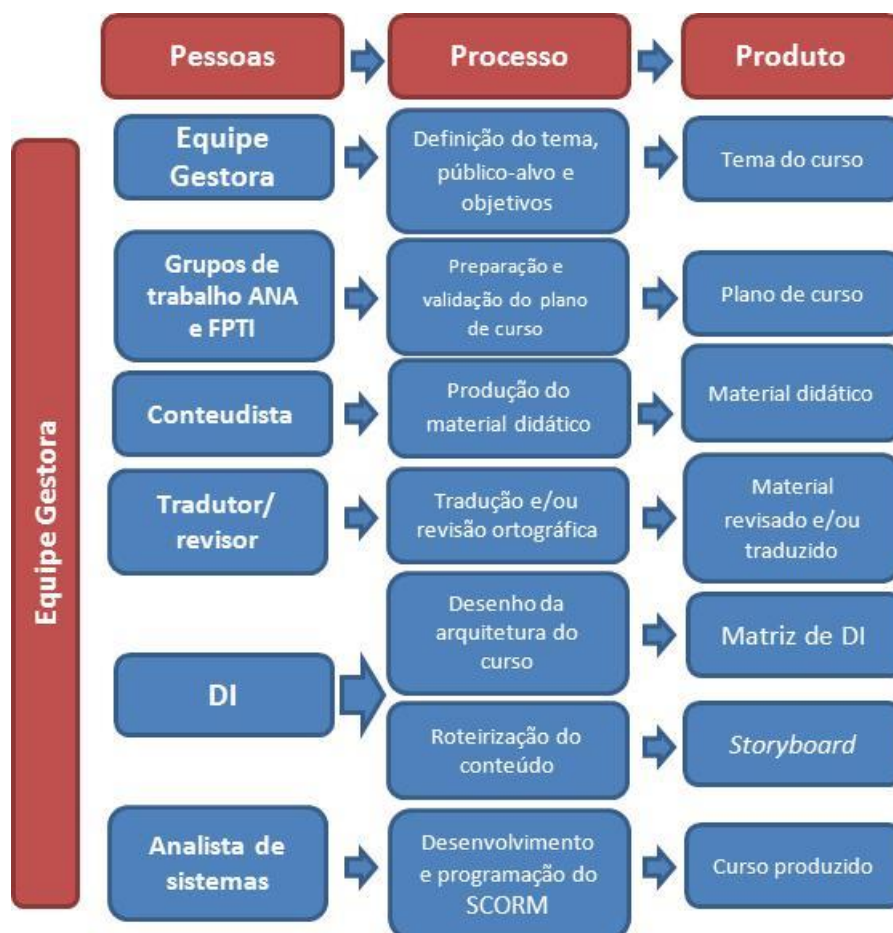 Pessoas
Processo
Produto
Equipe Gestora
Equipe
Gestora
Definição do tema,
público-alvo e
objetivos
Tema do curso
Grupos de
trabalho ANA
e FPTI
Preparação e
validação do plano
de curso
Plano de curso
Conteudista
Produção do
material didático
Material didático
Tradutor/
revisor
Tradução e/ou
revisão ortográfica
Material
revisado e/ou
traduzido
DI
Desenho da
arquitetura do
curso
Matriz de DI
Roteirização do
conteúdo
Storyboard
Analista de
sistemas
Desenvolvimento
e programação do
SCORM
Curso produzido